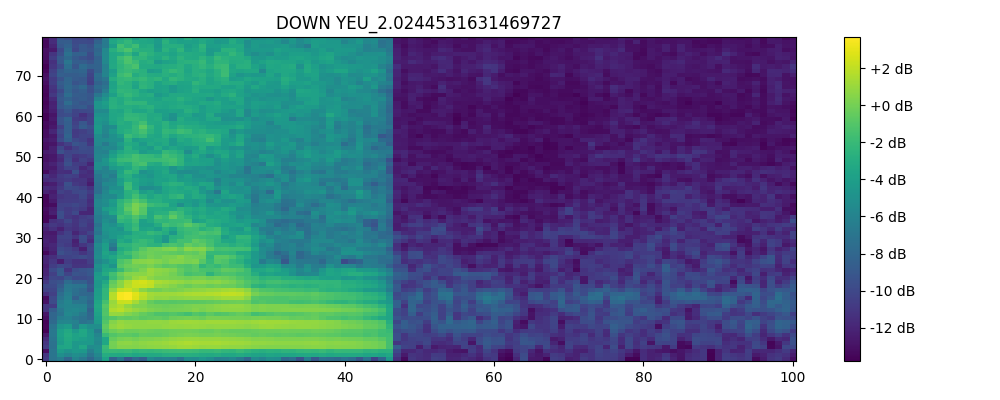 DOWN YEU_2.0244531631469727
70
60
50
40
30
20
10
0
0 20 40 60 80 100
+2 dB
+0 dB
-2 dB
-4 dB
-6 dB
-8 dB
-10 dB
-12 dB